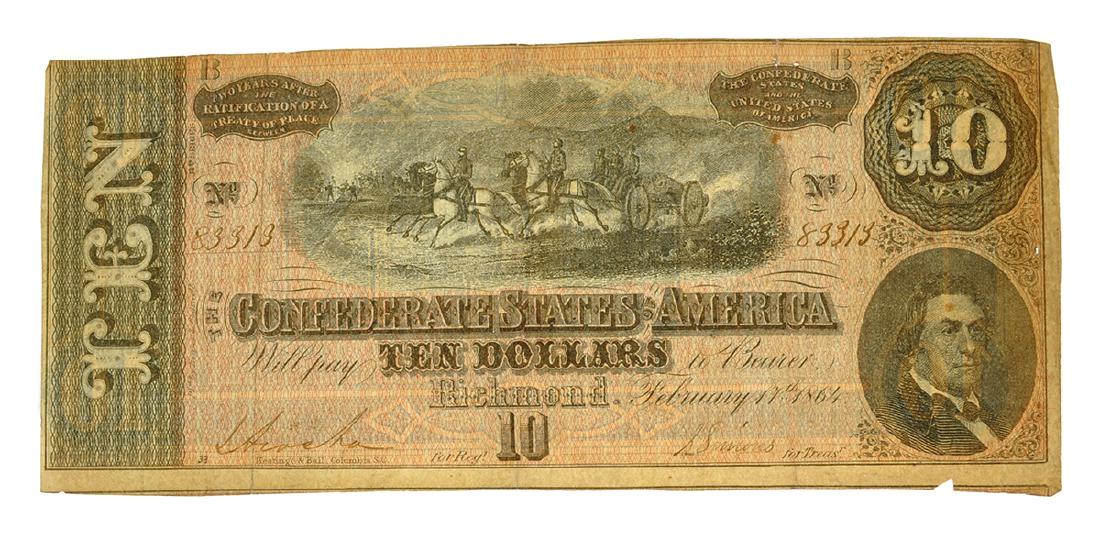 TEN
B
B
TWO YEARS AFTER
THE
RATIFICATION OF A
TREATY OF PEACE
BETWEEN
THE CONFEDERATE
STATES
AND THE
UNITED STATES
OF AMERICA
10
No
No
83313
83313
THE
CONFEDERATE STATES OF AMERICA
Will pay TEN DOLLARS to Bearer
Richmond. February 17th 1864
10
for Regr
for Treasr
Keatinge & Ball, Columbia, S.C.